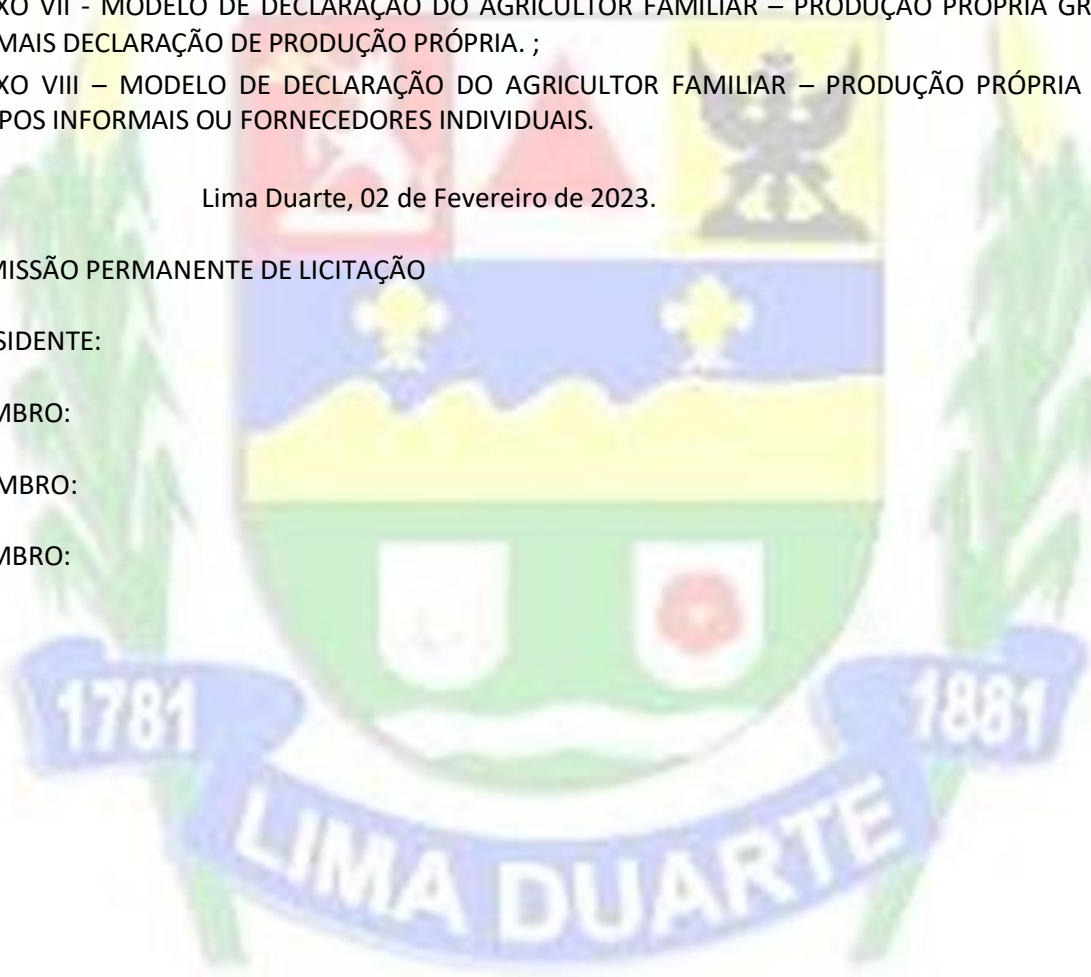 XO VII - MODELO DE DECLARAÇÃO DO AGRICULTOR FAMILIAR – PRODUÇÃO PRÓPRIA GR
MAIS DECLARAÇÃO DE PRODUÇÃO PRÓPRIA. ;
XO VIII – MODELO DE DECLARAÇÃO DO AGRICULTOR FAMILIAR – PRODUÇÃO PRÓPRIA
POS INFORMAIS OU FORNECEDORES INDIVIDUAIS.
Lima Duarte, 02 de Fevereiro de 2023.
MISSÃO PERMANENTE DE LICITAÇÃO
SIDENTE:
MBRO:
MBRO:
MBRO:
1781
1881
LIMA DUARTE